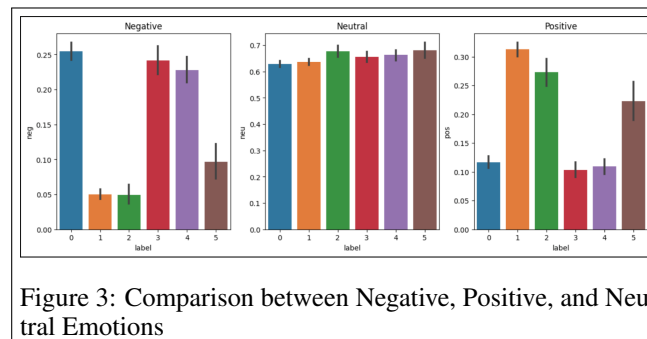 Negative
Neutral
Positive
neg
0.25
0.20
0.15
0.10
0.05
0.00
0 1 2 3 4 5
label
neu
0.7
0.6
0.5
0.4
0.3
0.2
0.1
0.0
0 1 2 3 4 5
label
pos
0.30
0.25
0.20
0.15
0.10
0.05
0.00
0 1 2 3 4 5
label
Figure 3: Comparison between Negative, Positive, and Neu
tral Emotions